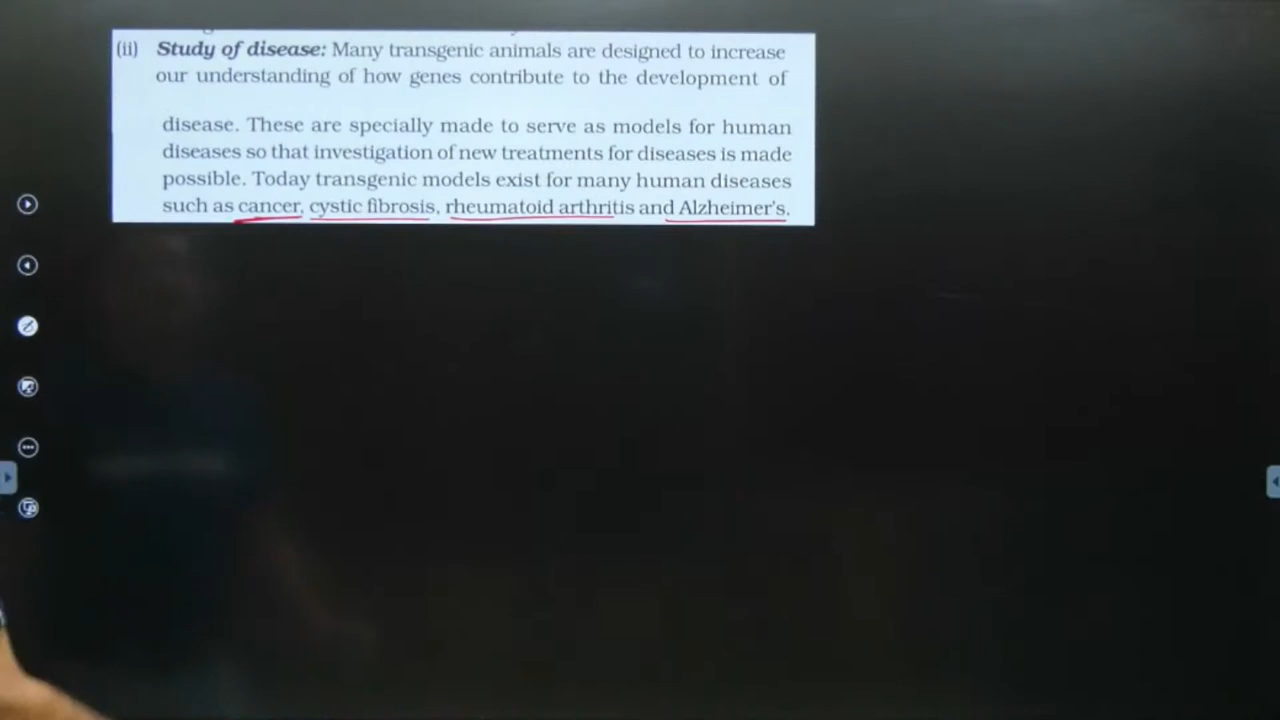 (ii) Study of disease: Many transgenic animals are designed to increase
our understanding of how genes contribute to the development of
disease. These are specially made to serve as models for human
diseases so that investigation of new treatments for diseases is made
possible. Today transgenic models exist for many human diseases
such as cancer, cystic fibrosis, rheumatoid arthritis and Alzheimer's.